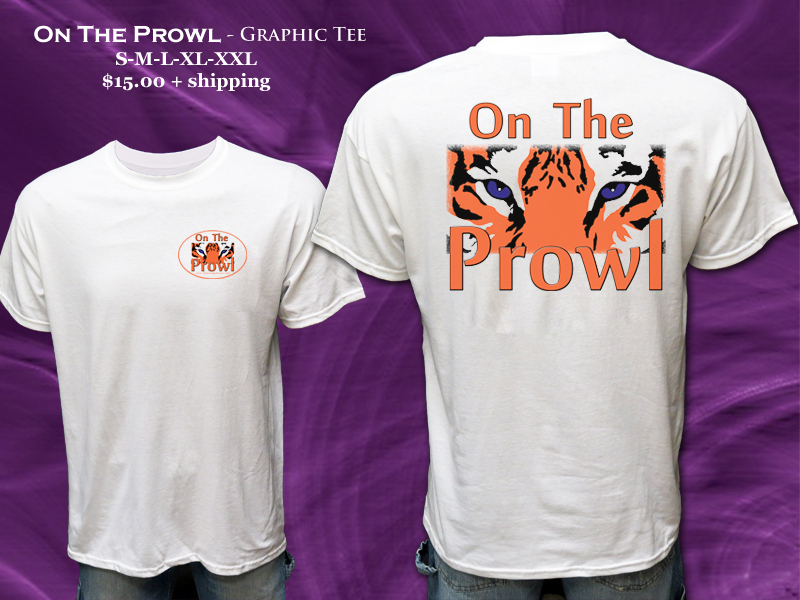 On The Prowl - Graphic Tee
S-M-L-XL-XXL
$15.00 + shipping
On The
Prowl
On The
Prowl